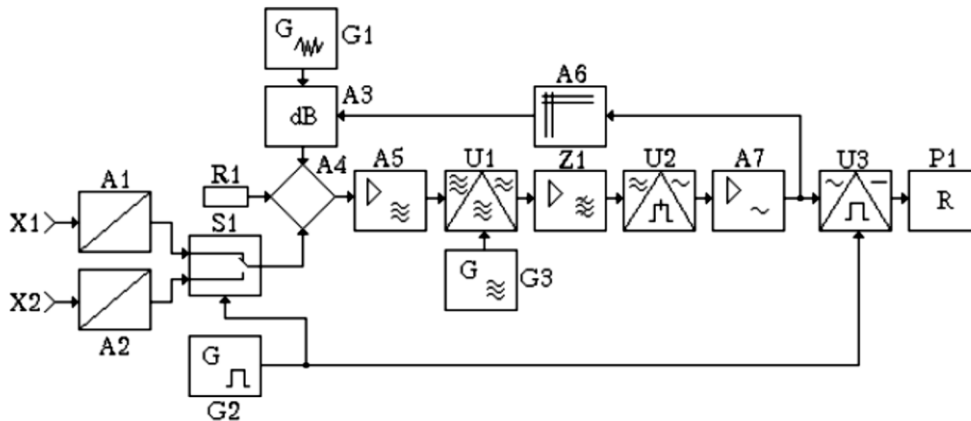 G G1
dB A3
A6
A4
A5 U1 Z1 U2 A7 U3 P1
R1
R
A1
X1
S1
G G3
X2
A2
G
G2